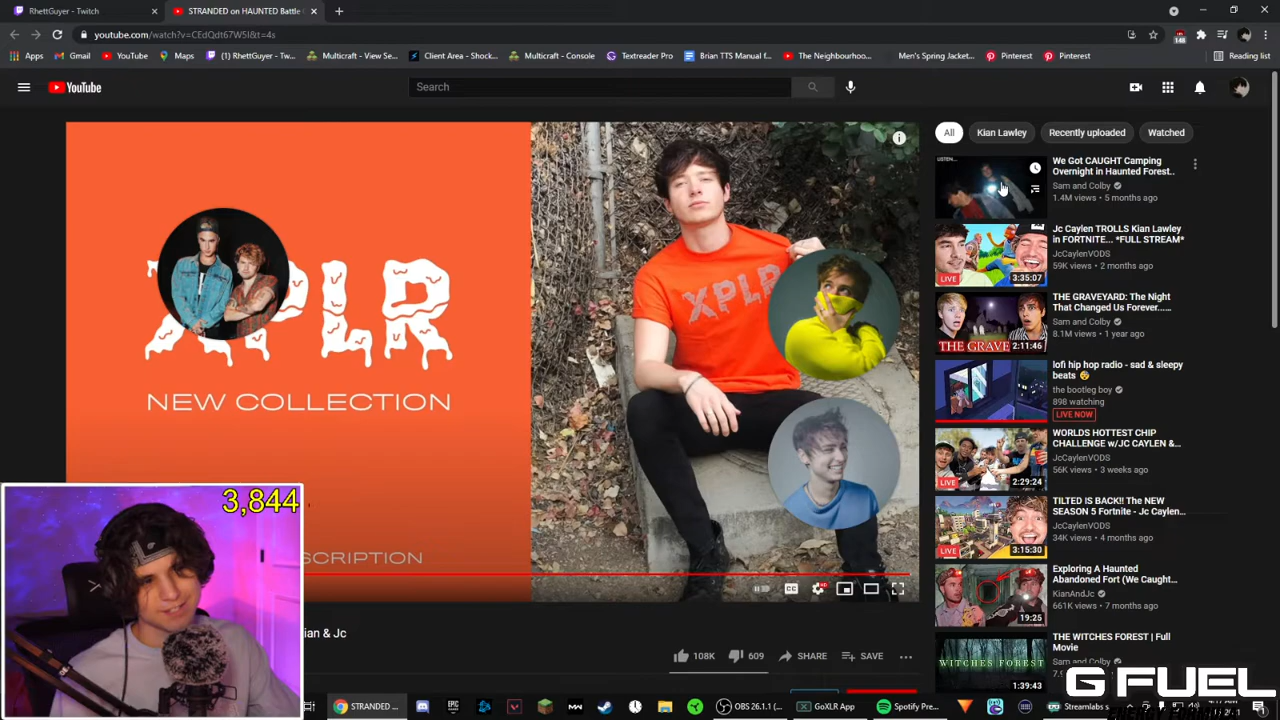 RhettGuyer - Twitch
STRANDED on HAUNTED Battle
youtube.com/watch?v=CEdQdt67W5I&t=4s
Apps
Gmail
YouTube
Maps
(1) RhettGuyer - Tw...
Multicraft - View Se...
Client Area - Shock...
Multicraft - Console
Textreader Pro
Brian TTS Manual f...
The Neighbourhoo...
Men's Spring Jacket...
Pinterest
Pinterest
Reading list
YouTube
Search
All
Kian Lawley
Recently uploaded
Watched
XPLR
NEW COLLECTION
XPLR
SCRIPTION
LISTEN...
We Got CAUGHT Camping
Overnight in Haunted Forest..
Sam and Colby
1.4M views • 5 months ago
LIVE
3:35:07
Jc Caylen TROLLS Kian Lawley
in FORTNITE... *FULL STREAM*
JcCaylenVODS
59K views • 2 months ago
THE GRAVE
2:11:46
THE GRAVEYARD: The Night
That Changed Us Forever......
Sam and Colby
8.1M views • 1 year ago
lofi hip hop radio - sad & sleepy
beats
the bootleg boy
898 watching
LIVE NOW
LIVE
2:29:24
WORLDS HOTTEST CHIP
CHALLENGE w/JC CAYLEN &...
JcCaylenVODS
56K views • 3 weeks ago
LIVE
3:15:30
TILTED IS BACK!! The NEW
SEASON 5 Fortnite - Jc Caylen...
JcCaylenVODS
34K views • 4 months ago
19:25
Exploring A Haunted
Abandoned Fort (We Caught...
KianAndJc
661K views • 7 months ago
WITCHES FOREST
1:39:43
THE WITCHES FOREST | Full
Movie
Sam and Colby
3,844
ian & Jc
108K
609
SHARE
SAVE
G FUEL
STRANDED ...
OBS 26.1.1 (
GoXLR App
Spotify Pre...
Streamlabs